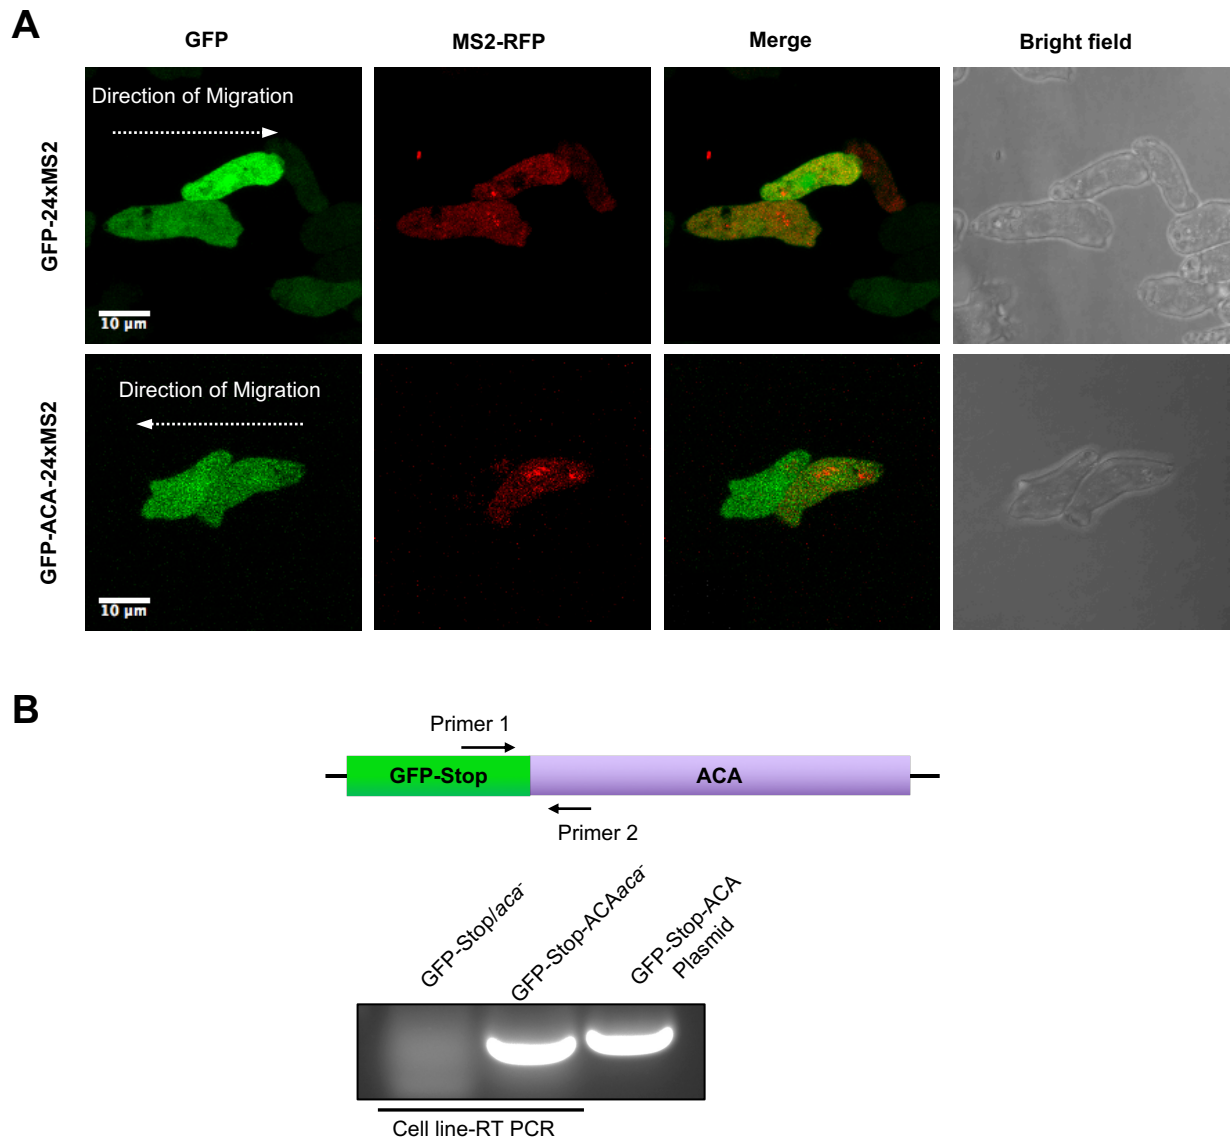 A
GFP
MS2-RFP
Merge
Bright field
GFP-24xMS2
Direction of Migration
10 µm
GFP-ACA-24xMS2
Direction of Migration
10 µm
B
Primer 1
GFP-Stop
ACA
Primer 2
GFP-Stop/aca⁻
GFP-Stop-ACAaca⁻
GFP-Stop-ACA
Plasmid
Cell line-RT PCR